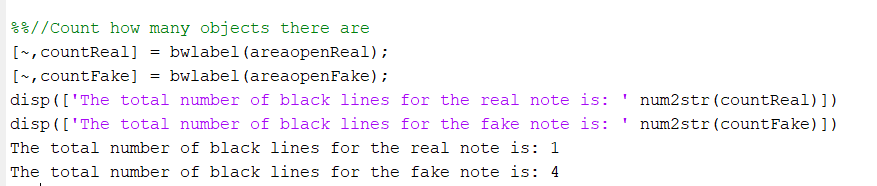 %%//Count how many objects there are
[~,countReal] = bwlabel(areaopenReal);
[~,countFake] = bwlabel(areaopenFake);
disp(['The total number of black lines for the real note is: ' num2str(countReal)])
disp(['The total number of black lines for the fake note is: ' num2str(countFake)])
The total number of black lines for the real note is: 1
The total number of black lines for the fake note is: 4